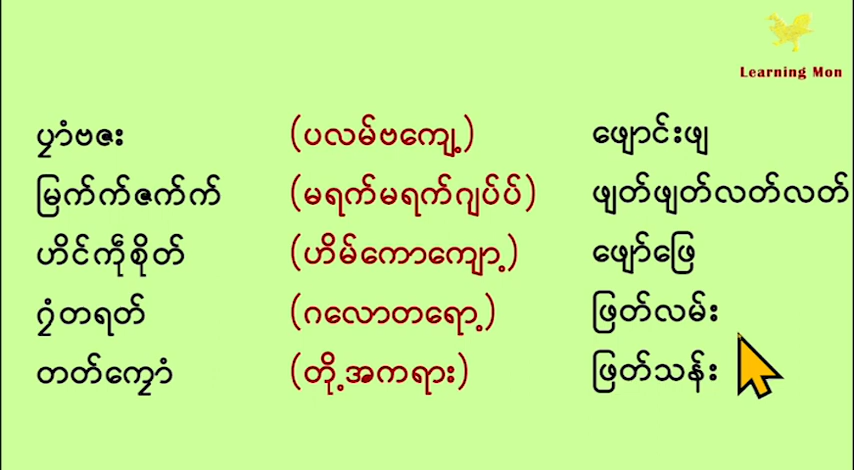 Learning Mon
ပၠာံဗဇး (ပလမ်ဗကျေ့) ဖျောင်းဖျ
မြက်က်ဇက်က် (မရက်မရက်ဂျပ်ပ်) ဖျတ်ဖျတ်လတ်လတ်
ဟိင်ကဵုစိုတ် (ဟိမ်ကောကျော့) ဖျော်ဖြေ
ဂၠံတရတ် (ဂလောတရော့) ဖြတ်လမ်း
တတ်ကၠောံ (တို့အကရား) ဖြတ်သန်း